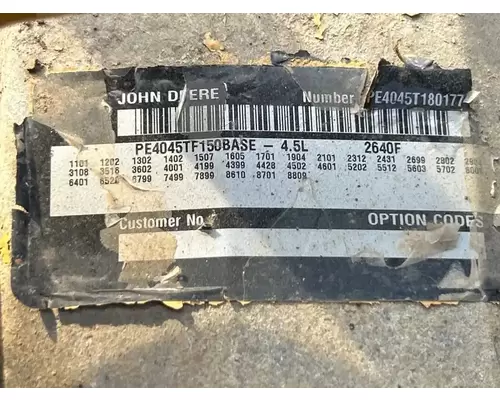 JOHN DEERE Number PE4045T180177
PE4045TF150BASE - 4.5L 2640F
1101 1202 1302 1402 1507 1605 1701 1904 2101 2312 2431 2699 2802
3108 3516 3602 4001 4199 4399 4428 4502 4601 5202 5512 5603 5702
6401 6799 7499 7899 8610 8701 8809
Customer No
OPTION CODES